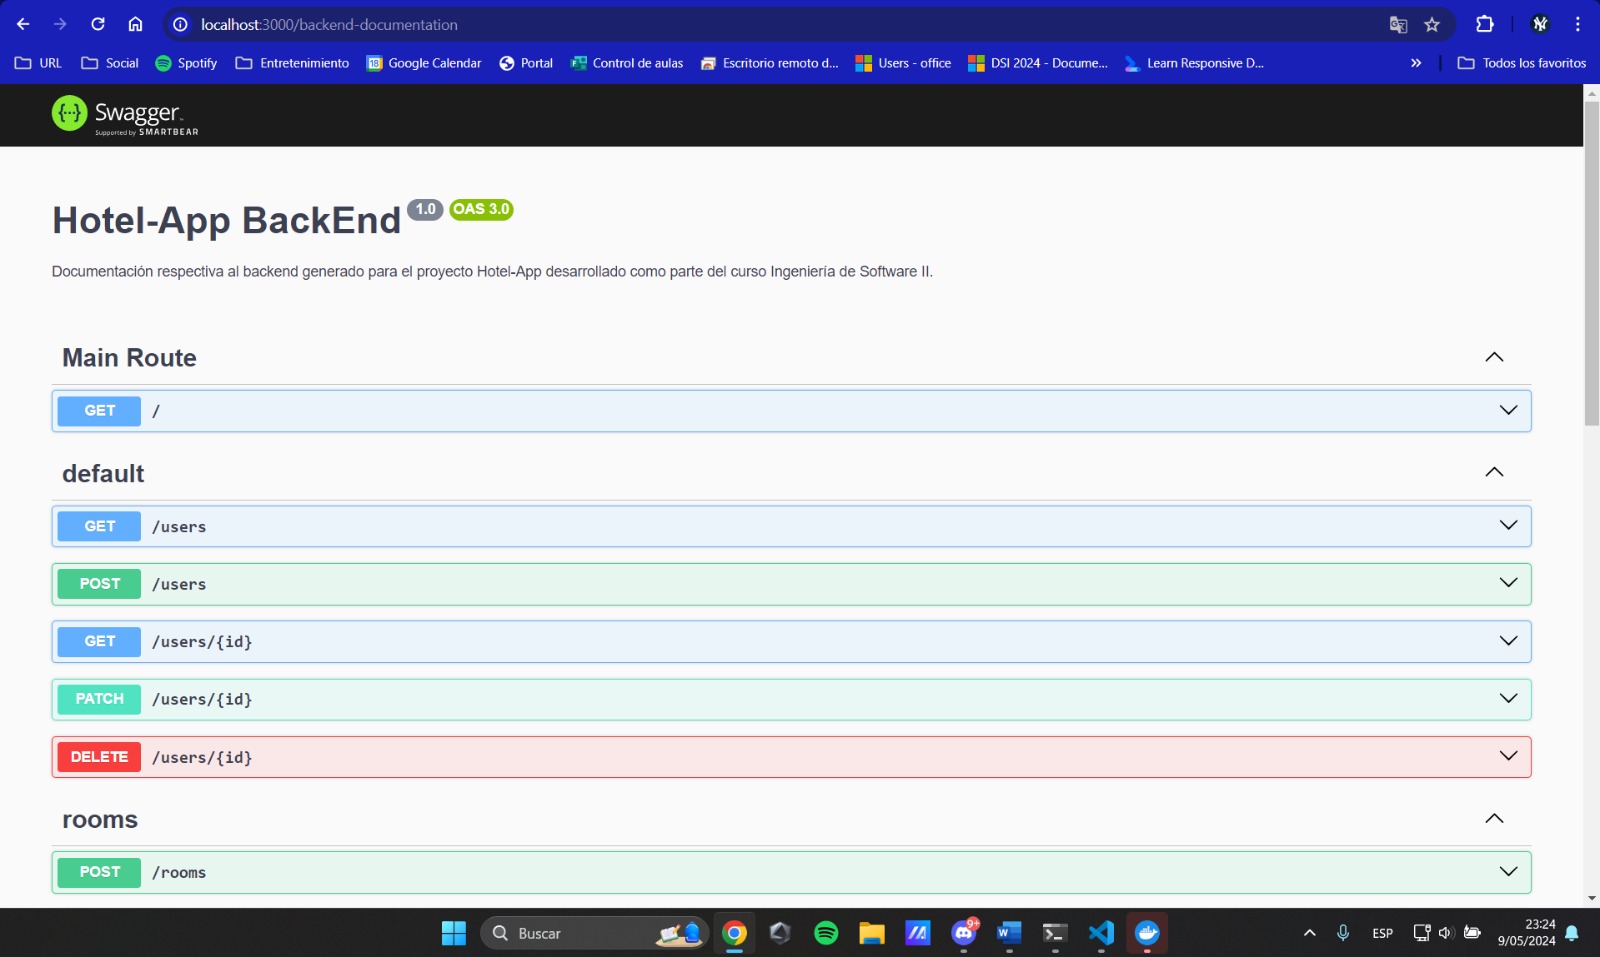 localhost:3000/backend-documentation
URL Social Spotify Entretenimiento 18 Google Calendar Portal Control de aulas Escritorio remoto d... Users - office DSI 2024 - Docume... Learn Responsive D... » Todos los favoritos
{···} Swagger™
Supported by SMARTBEAR
Hotel-App BackEnd 1.0 OAS 3.0
Documentación respectiva al backend generado para el proyecto Hotel-App desarrollado como parte del curso Ingeniería de Software II.
Main Route
GET /
default
GET /users
POST /users
GET /users/{id}
PATCH /users/{id}
DELETE /users/{id}
rooms
POST /rooms
Buscar 9+ W ESP 23:24
9/05/2024